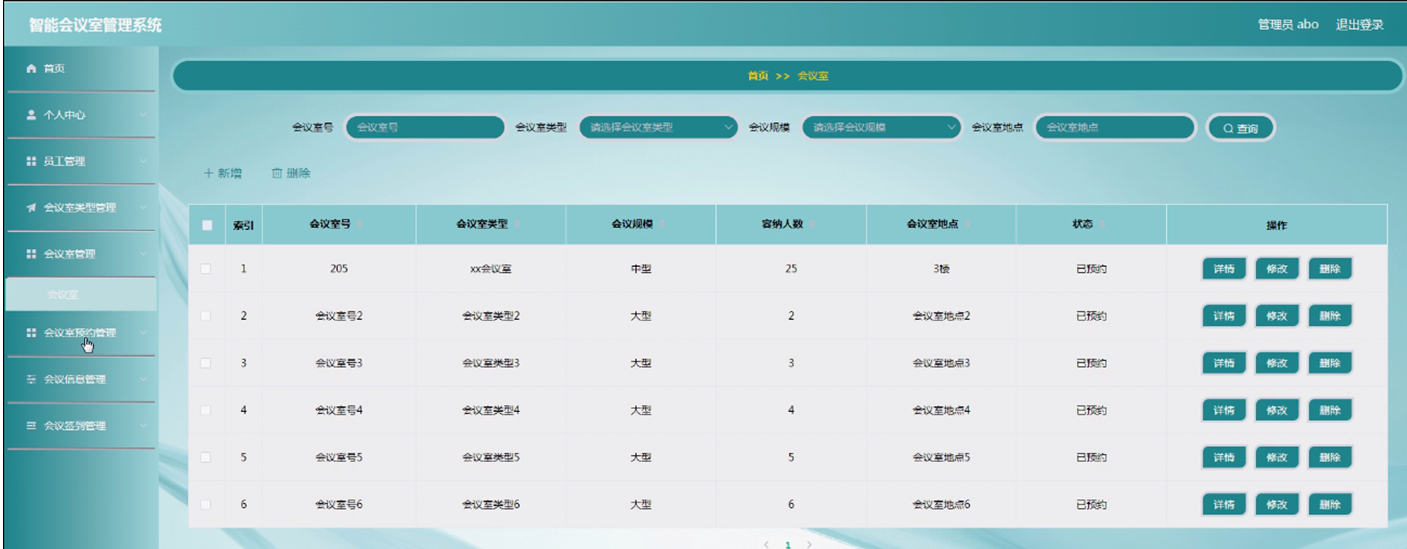 智能会议室管理系统 管理员 abo 退出登录
首页
首页 >> 会议室
个人中心
会议室号 会议室号 会议室类型 请选择会议室类型 会议规模 请选择会议规模 会议室地点 会议室地点 查询
员工管理
新增 删除
会议室类型管理
会议室管理
会议室
会议室预约管理
会议信息管理
会议签到管理
索引 会议室号 会议室类型 会议规模 容纳人数 会议室地点 状态 操作
1 205 xx会议室 中型 25 3楼 已预约 详情 修改 删除
2 会议室号2 会议室类型2 大型 2 会议室地点2 已预约 详情 修改 删除
3 会议室号3 会议室类型3 大型 3 会议室地点3 已预约 详情 修改 删除
4 会议室号4 会议室类型4 大型 4 会议室地点4 已预约 详情 修改 删除
5 会议室号5 会议室类型5 大型 5 会议室地点5 已预约 详情 修改 删除
6 会议室号6 会议室类型6 大型 6 会议室地点6 已预约 详情 修改 删除
< 1 >